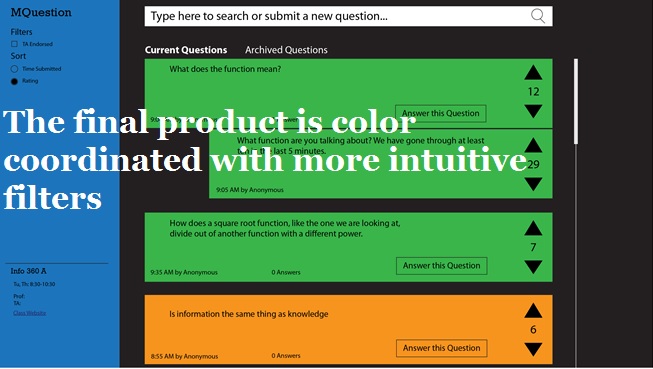 MQuestion
Filters
TA Endorsed
Sort
Time Submitted
Rating
Info 360 A
Tu, Th: 8:30-10:30
Prof:
TA:
Class Website
Type here to search or submit a new question...
Current Questions
Archived Questions
What does the function mean?
12
Answer this Question
The final product is color
coordinated with more intuitive
filters
What function are you talking about? We have gone through at least
the last 5 minutes.
29
9:05 AM by Anonymous
How does a square root function, like the one we are looking at,
divide out of another function with a different power.
7
Answer this Question
9:35 AM by Anonymous
0 Answers
Is information the same thing as knowledge
6
Answer this Question
8:55 AM by Anonymous
0 Answers